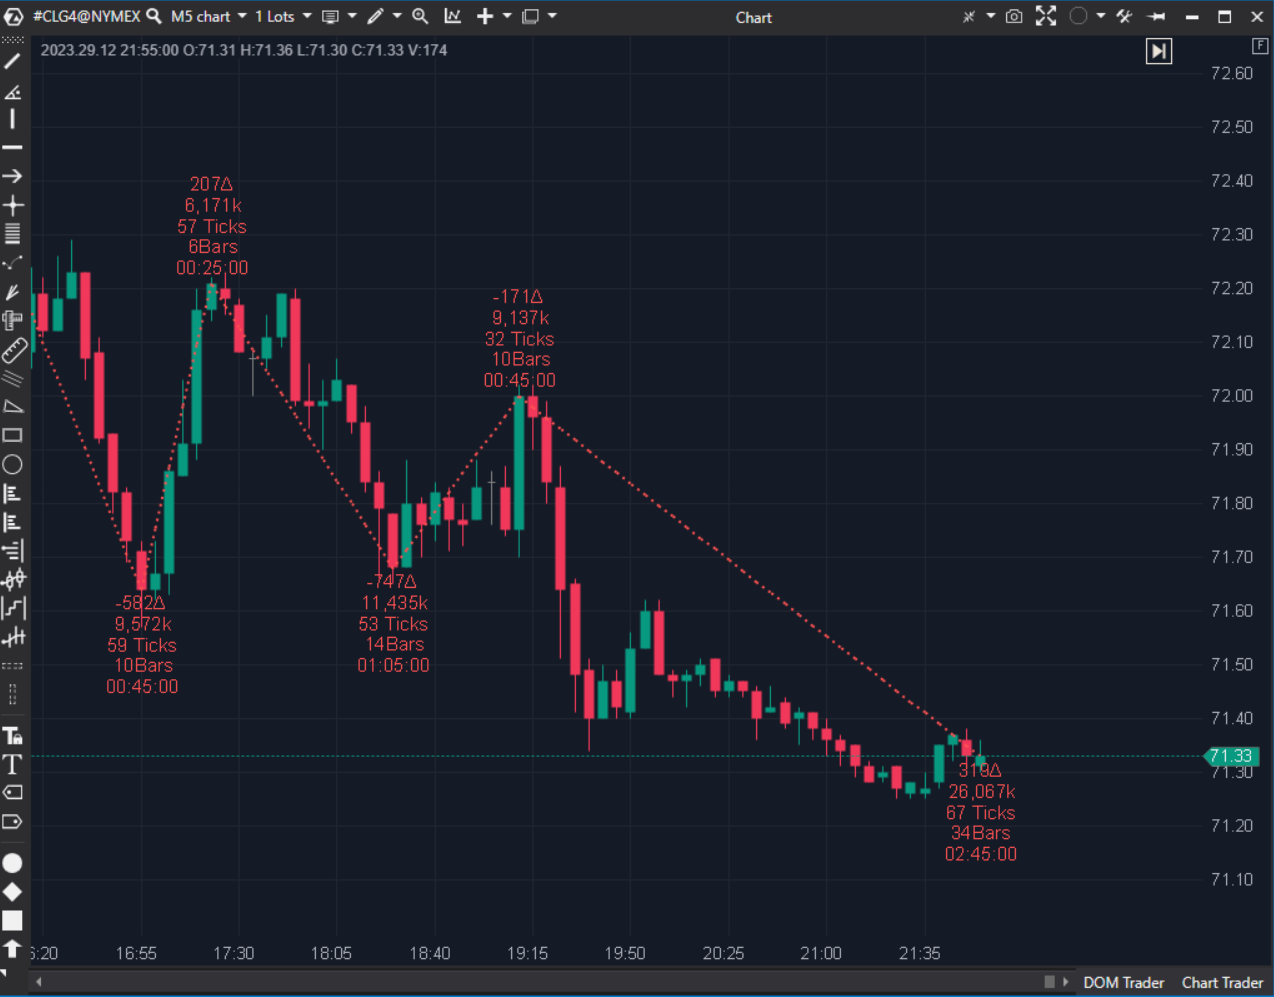 #CLG4@NYMEX M5 chart 1 Lots Chart
2023.29.12 21:55:00 O:71.31 H:71.36 L:71.30 C:71.33 V:174
F
72.60
72.50
72.40
72.30
72.20
72.10
72.00
71.90
71.80
71.70
71.60
71.50
71.40
71.33
71.30
71.20
71.10
207Δ
6,171k
57 Ticks
6Bars
00:25:00
-171Δ
9,137k
32 Ticks
10Bars
00:45:00
-582Δ
9,572k
59 Ticks
10Bars
00:45:00
-747Δ
11,435k
53 Ticks
14Bars
01:05:00
319Δ
26,067k
67 Ticks
34Bars
02:45:00
:20 16:55 17:30 18:05 18:40 19:15 19:50 20:25 21:00 21:35
DOM Trader Chart Trader